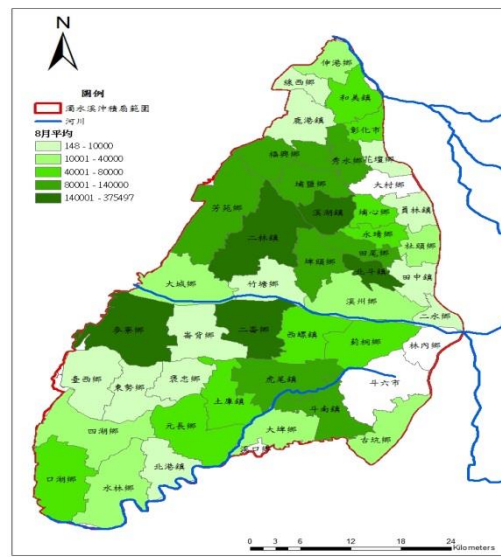 N
圖例
濁水溪沖積扇範圍
河川
8月平均
148 - 10000
10001 - 40000
40001 - 80000
80001 - 140000
140001 - 375497
伸港鄉
線西鄉
和美鎮
鹿港鎮
彰化市
福興鄉
秀水鄉
花壇鄉
埔鹽鄉
大村鄉
芳苑鄉
溪湖鎮
埔心鄉
員林鎮
二林鎮
永靖鄉
社頭鄉
埤頭鄉
田尾鄉
北斗鎮
田中鎮
大城鄉
竹塘鄉
溪州鄉
二水鄉
麥寮鄉
崙背鄉
二崙鄉
西螺鎮
莿桐鄉
林內鄉
臺西鄉
東勢鄉
褒忠鄉
虎尾鎮
斗六市
土庫鎮
斗南鎮
四湖鄉
元長鄉
大埤鄉
古坑鄉
北港鎮
溪口鄉
口湖鄉
水林鄉
0 3 6 12 18 24
Kilometers